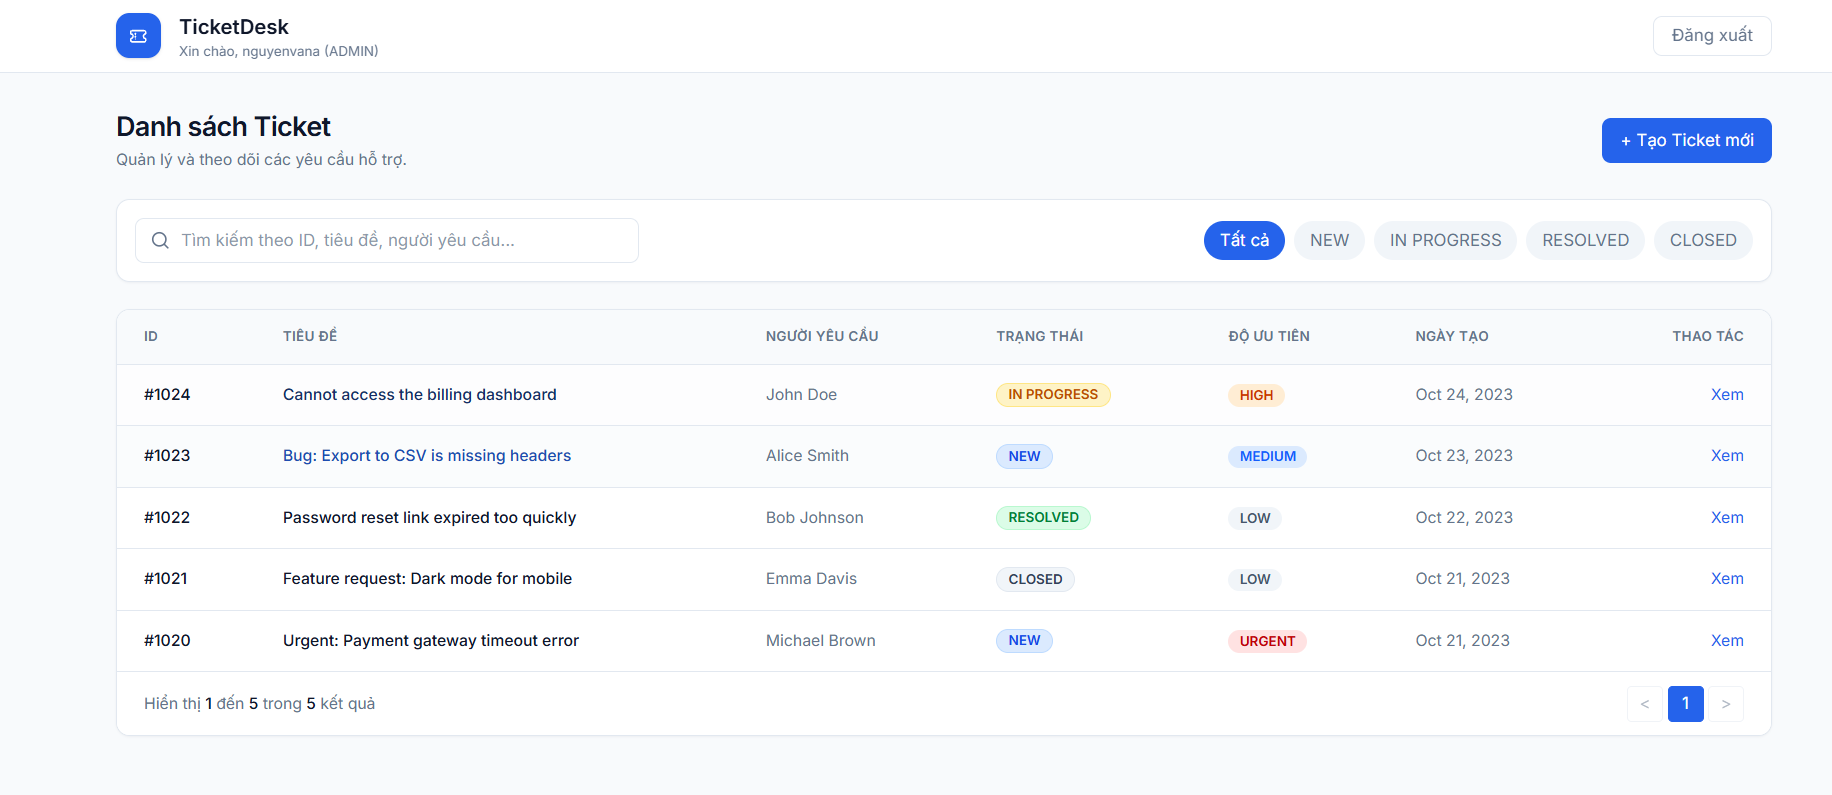 TicketDesk
Xin chào, nguyenvana (ADMIN)
Đăng xuất
Danh sách Ticket
Quản lý và theo dõi các yêu cầu hỗ trợ.
+ Tạo Ticket mới
Tìm kiếm theo ID, tiêu đề, người yêu cầu...
Tất cả NEW IN PROGRESS RESOLVED CLOSED
ID TIÊU ĐỀ NGƯỜI YÊU CẦU TRẠNG THÁI ĐỘ ƯU TIÊN NGÀY TẠO THAO TÁC
#1024 Cannot access the billing dashboard John Doe IN PROGRESS HIGH Oct 24, 2023 Xem
#1023 Bug: Export to CSV is missing headers Alice Smith NEW MEDIUM Oct 23, 2023 Xem
#1022 Password reset link expired too quickly Bob Johnson RESOLVED LOW Oct 22, 2023 Xem
#1021 Feature request: Dark mode for mobile Emma Davis CLOSED LOW Oct 21, 2023 Xem
#1020 Urgent: Payment gateway timeout error Michael Brown NEW URGENT Oct 21, 2023 Xem
Hiển thị 1 đến 5 trong 5 kết quả < 1 >